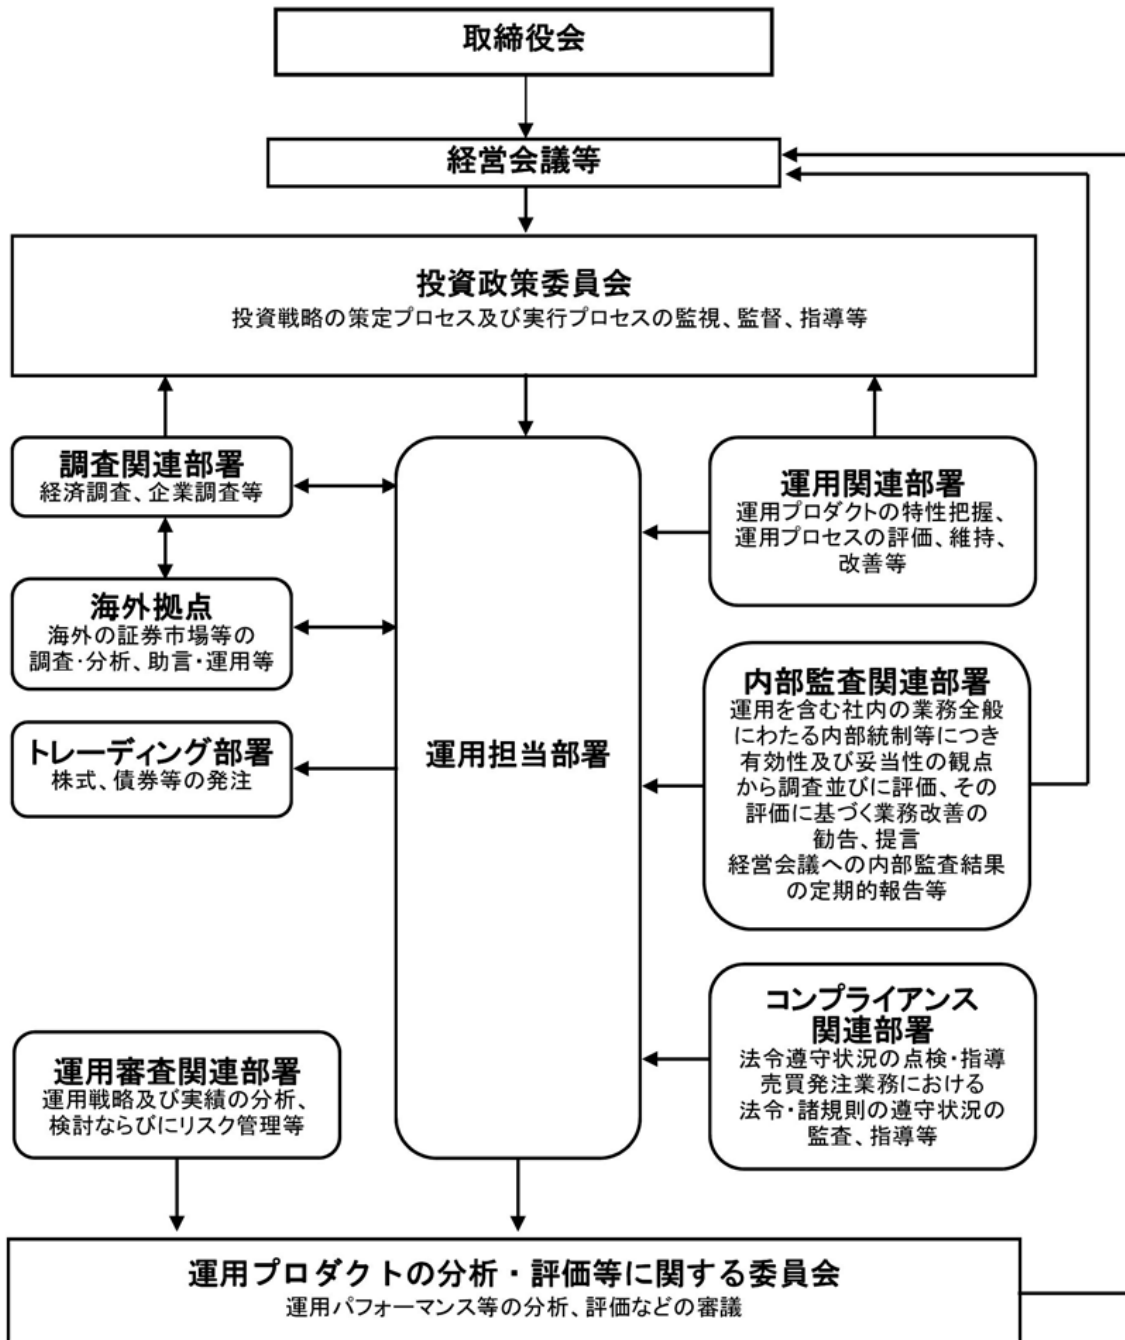 取締役会
経営会議等
投資政策委員会
投資戦略の策定プロセス及び実行プロセスの監視、監督、指導等
調査関連部署
経済調査、企業調査等
海外拠点
海外の証券市場等の
調査・分析、助言・運用等
トレーディング部署
株式、債券等の発注
運用担当部署
運用関連部署
運用プロダクトの特性把握、
運用プロセスの評価、維持、
改善等
内部監査関連部署
運用を含む社内の業務全般
にわたる内部統制等につき
有効性及び妥当性の観点
から調査並びに評価、その
評価に基づく業務改善の
勧告、提言
経営会議への内部監査結果
の定期的報告等
コンプライアンス
関連部署
法令遵守状況の点検・指導
売買発注業務における
法令・諸規則の遵守状況の
監査、指導等
運用審査関連部署
運用戦略及び実績の分析、
検討ならびにリスク管理等
運用プロダクトの分析・評価等に関する委員会
運用パフォーマンス等の分析、評価などの審議